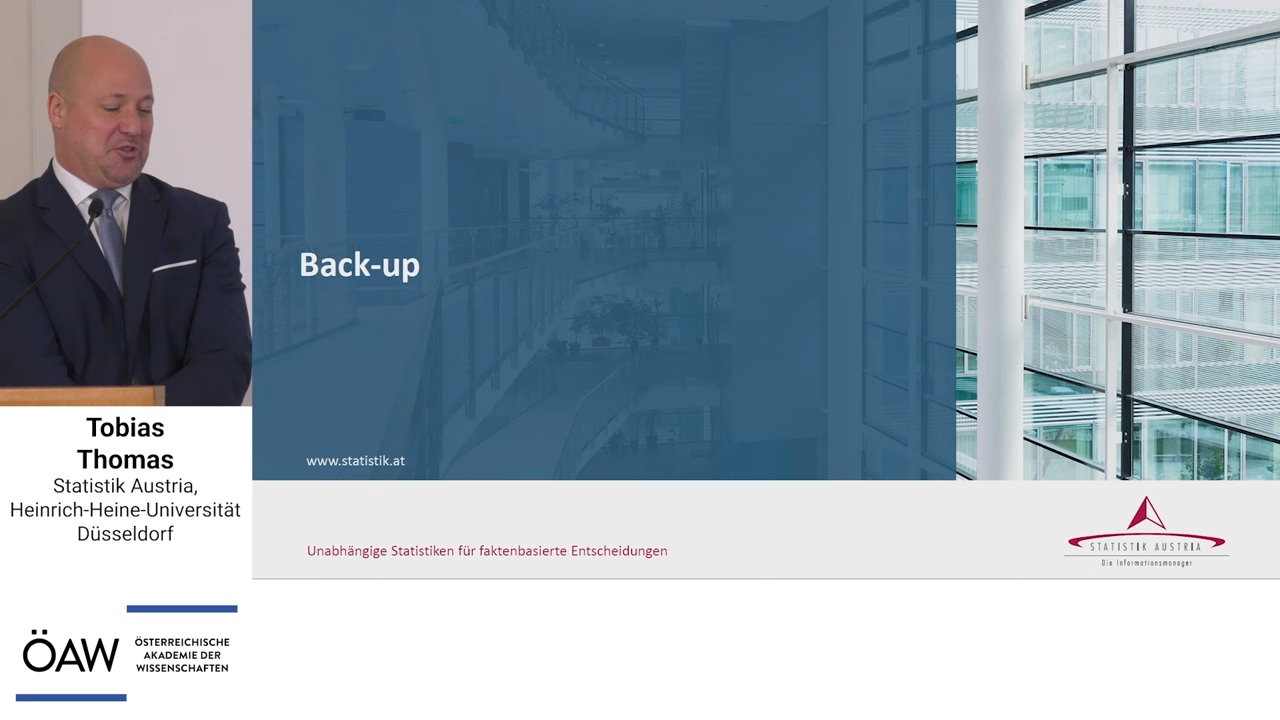 Back-up
www.statistik.at
Unabhängige Statistiken für faktenbasierte Entscheidungen
STATISTIK AUSTRIA
Die Informationsmanager
Tobias
Thomas
Statistik Austria,
Heinrich-Heine-Universität
Düsseldorf
ÖAW
ÖSTERREICHISCHE
AKADEMIE DER
WISSENSCHAFTEN